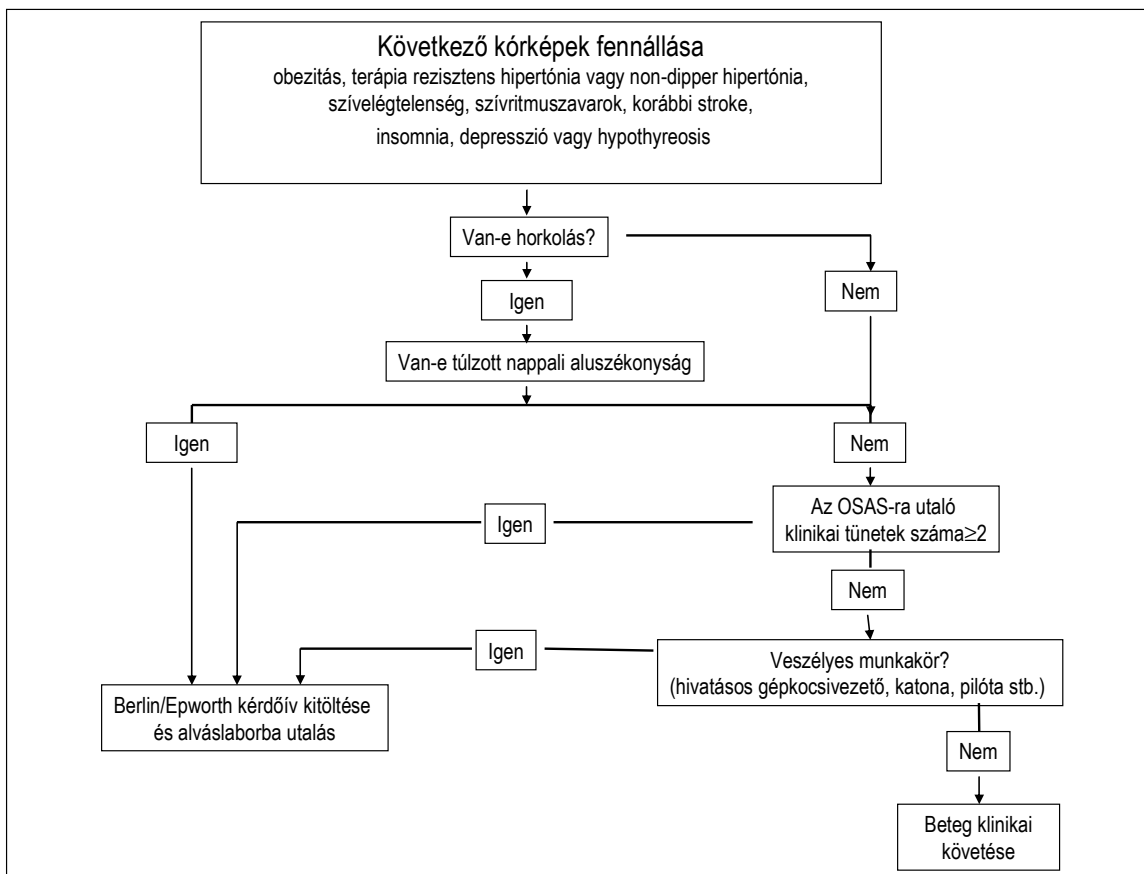 Következő kórképek fennállása
obezitás, terápia rezisztens hipertónia vagy non-dipper hipertónia,
szívelégtelenség, szívritmuszavarok, korábbi stroke,
insomnia, depresszió vagy hypothyreosis
Van-e horkolás?
Igen
Nem
Van-e túlzott nappali aluszékonyság
Igen
Nem
Az OSAS-ra utaló
klinikai tünetek száma≥2
Igen
Nem
Igen
Veszélyes munkakör?
(hivatásos gépkocsivezető, katona, pilóta stb.)
Berlin/Epworth kérdőív kitöltése
és alváslaborba utalás
Nem
Beteg klinikai
követése